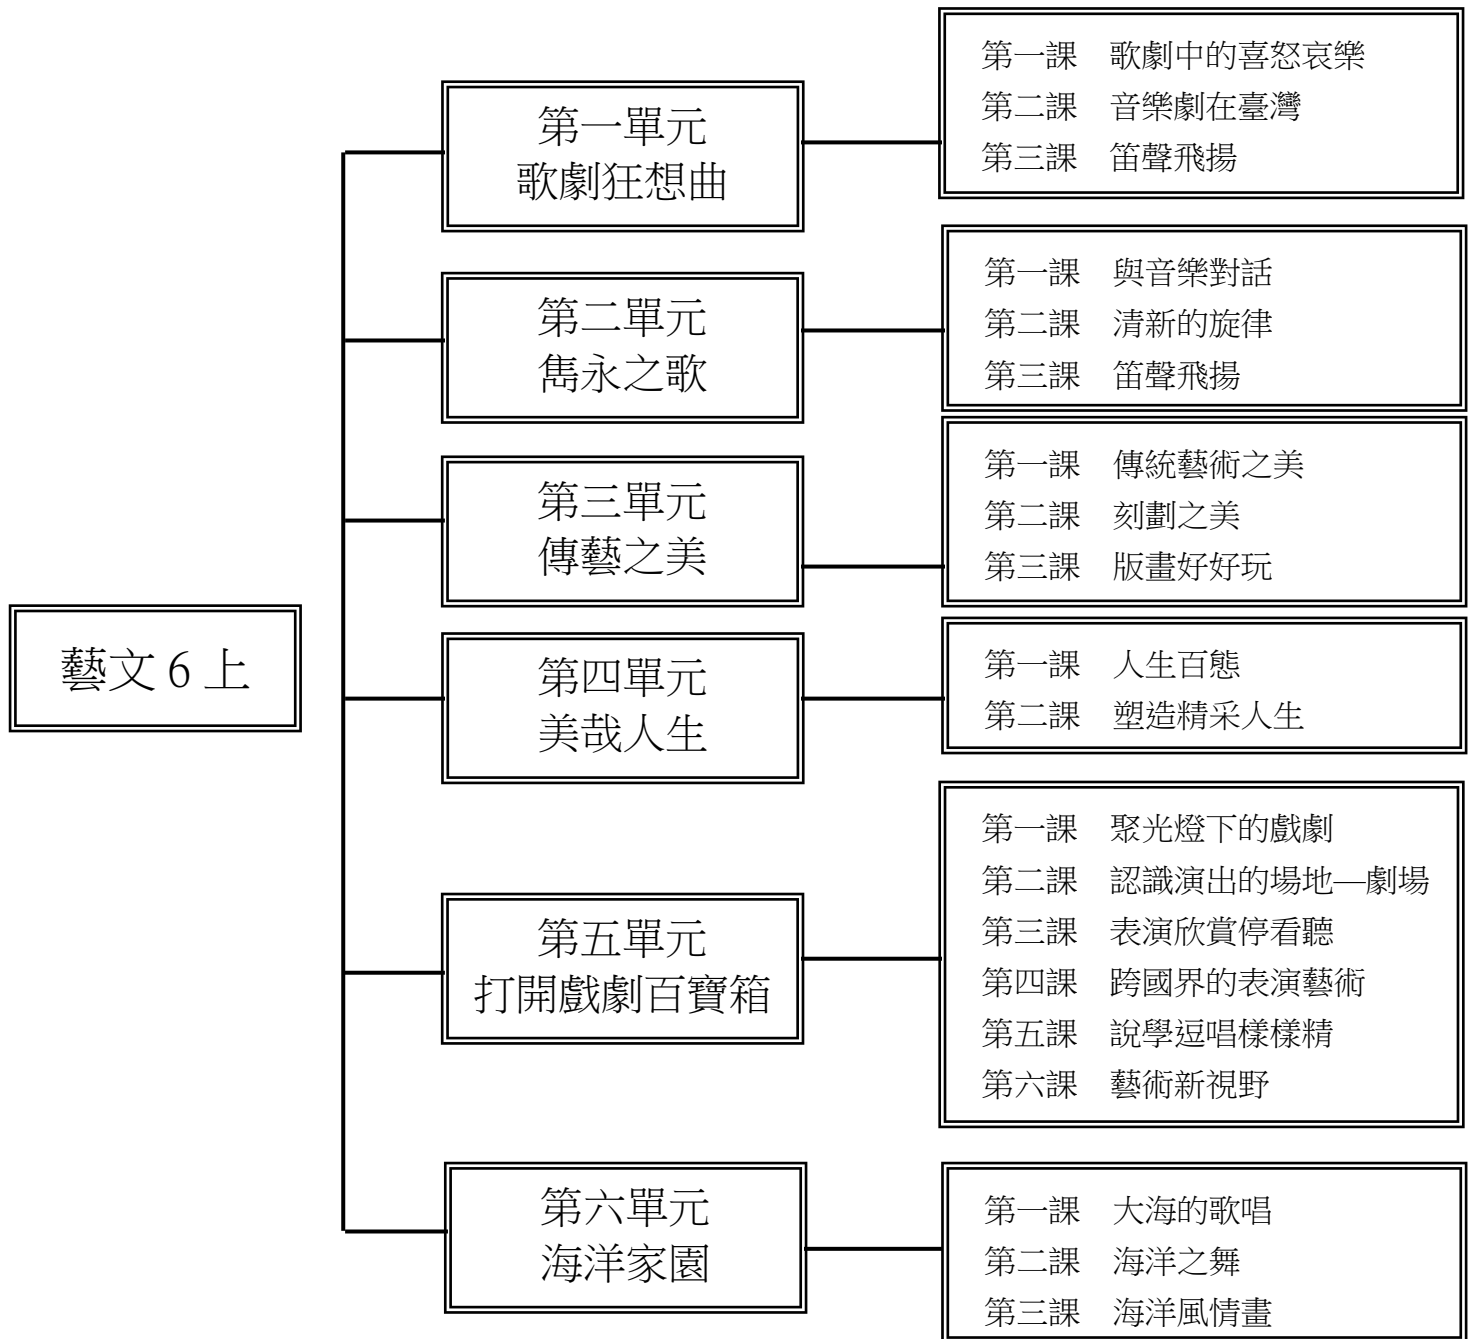 藝文 6 上
第一單元
歌劇狂想曲
第一課　歌劇中的喜怒哀樂
第二課　音樂劇在臺灣
第三課　笛聲飛揚
第二單元
雋永之歌
第一課　與音樂對話
第二課　清新的旋律
第三課　笛聲飛揚
第三單元
傳藝之美
第一課　傳統藝術之美
第二課　刻劃之美
第三課　版畫好好玩
第四單元
美哉人生
第一課　人生百態
第二課　塑造精采人生
第五單元
打開戲劇百寶箱
第一課　聚光燈下的戲劇
第二課　認識演出的場地—劇場
第三課　表演欣賞停看聽
第四課　跨國界的表演藝術
第五課　說學逗唱樣樣精
第六課　藝術新視野
第六單元
海洋家園
第一課　大海的歌唱
第二課　海洋之舞
第三課　海洋風情畫